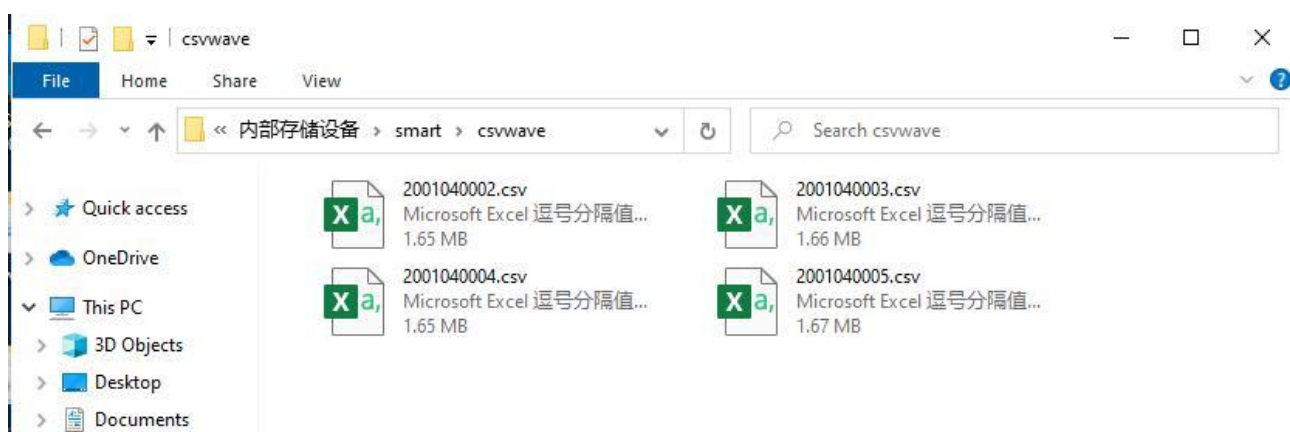 csvwave
File Home Share View
« 内部存储设备 › smart › csvwave
Search csvwave
Quick access
OneDrive
This PC
3D Objects
Desktop
Documents
2001040002.csv
Microsoft Excel 逗号分隔值...
1.65 MB
2001040003.csv
Microsoft Excel 逗号分隔值...
1.66 MB
2001040004.csv
Microsoft Excel 逗号分隔值...
1.65 MB
2001040005.csv
Microsoft Excel 逗号分隔值...
1.67 MB